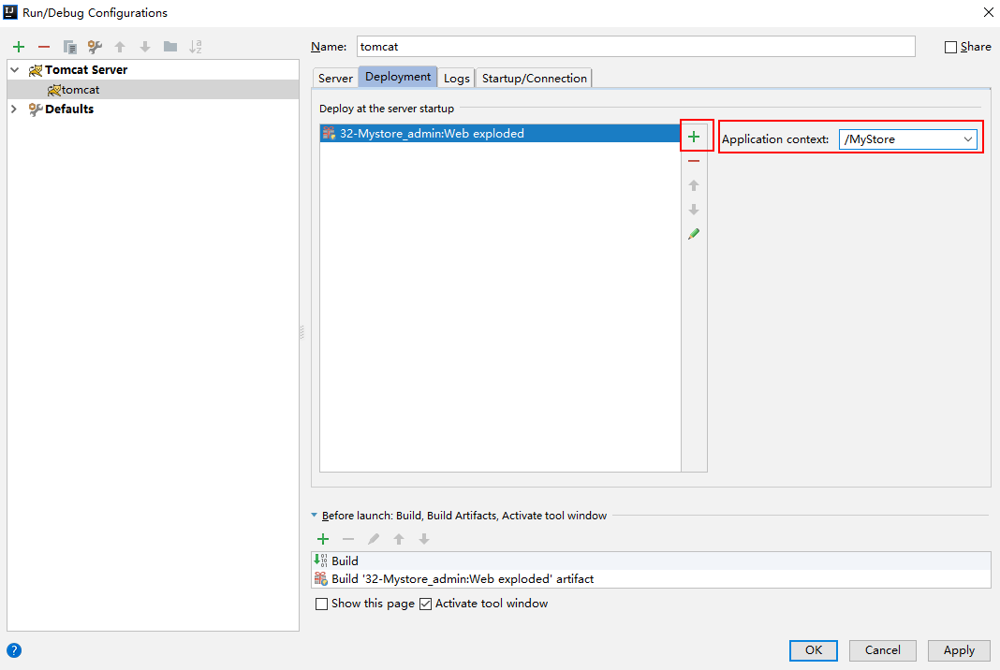 Run/Debug Configurations
Name: tomcat
Share
Tomcat Server
tomcat
Defaults
Server
Deployment
Logs
Startup/Connection
Deploy at the server startup
32-Mystore_admin:Web exploded
Application context: /MyStore
Before launch: Build, Build Artifacts, Activate tool window
Build
Build '32-Mystore_admin:Web exploded' artifact
Show this page
Activate tool window
?
OK
Cancel
Apply